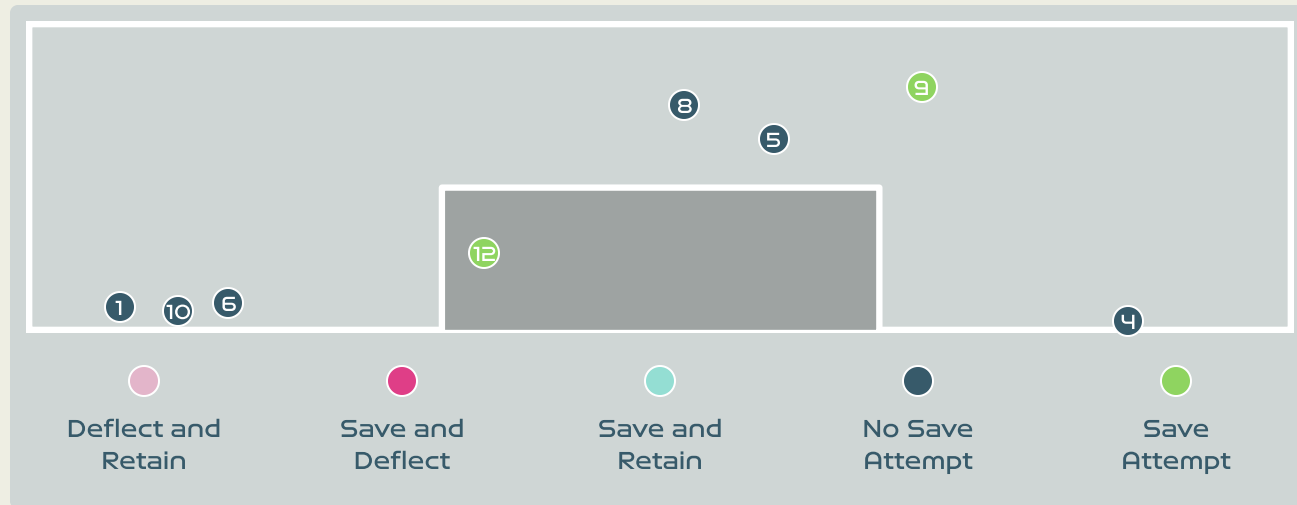 9
8
5
12
1
10
6
4
Deflect and
Retain
Save and
Deflect
Save and
Retain
No Save
Attempt
Save
Attempt